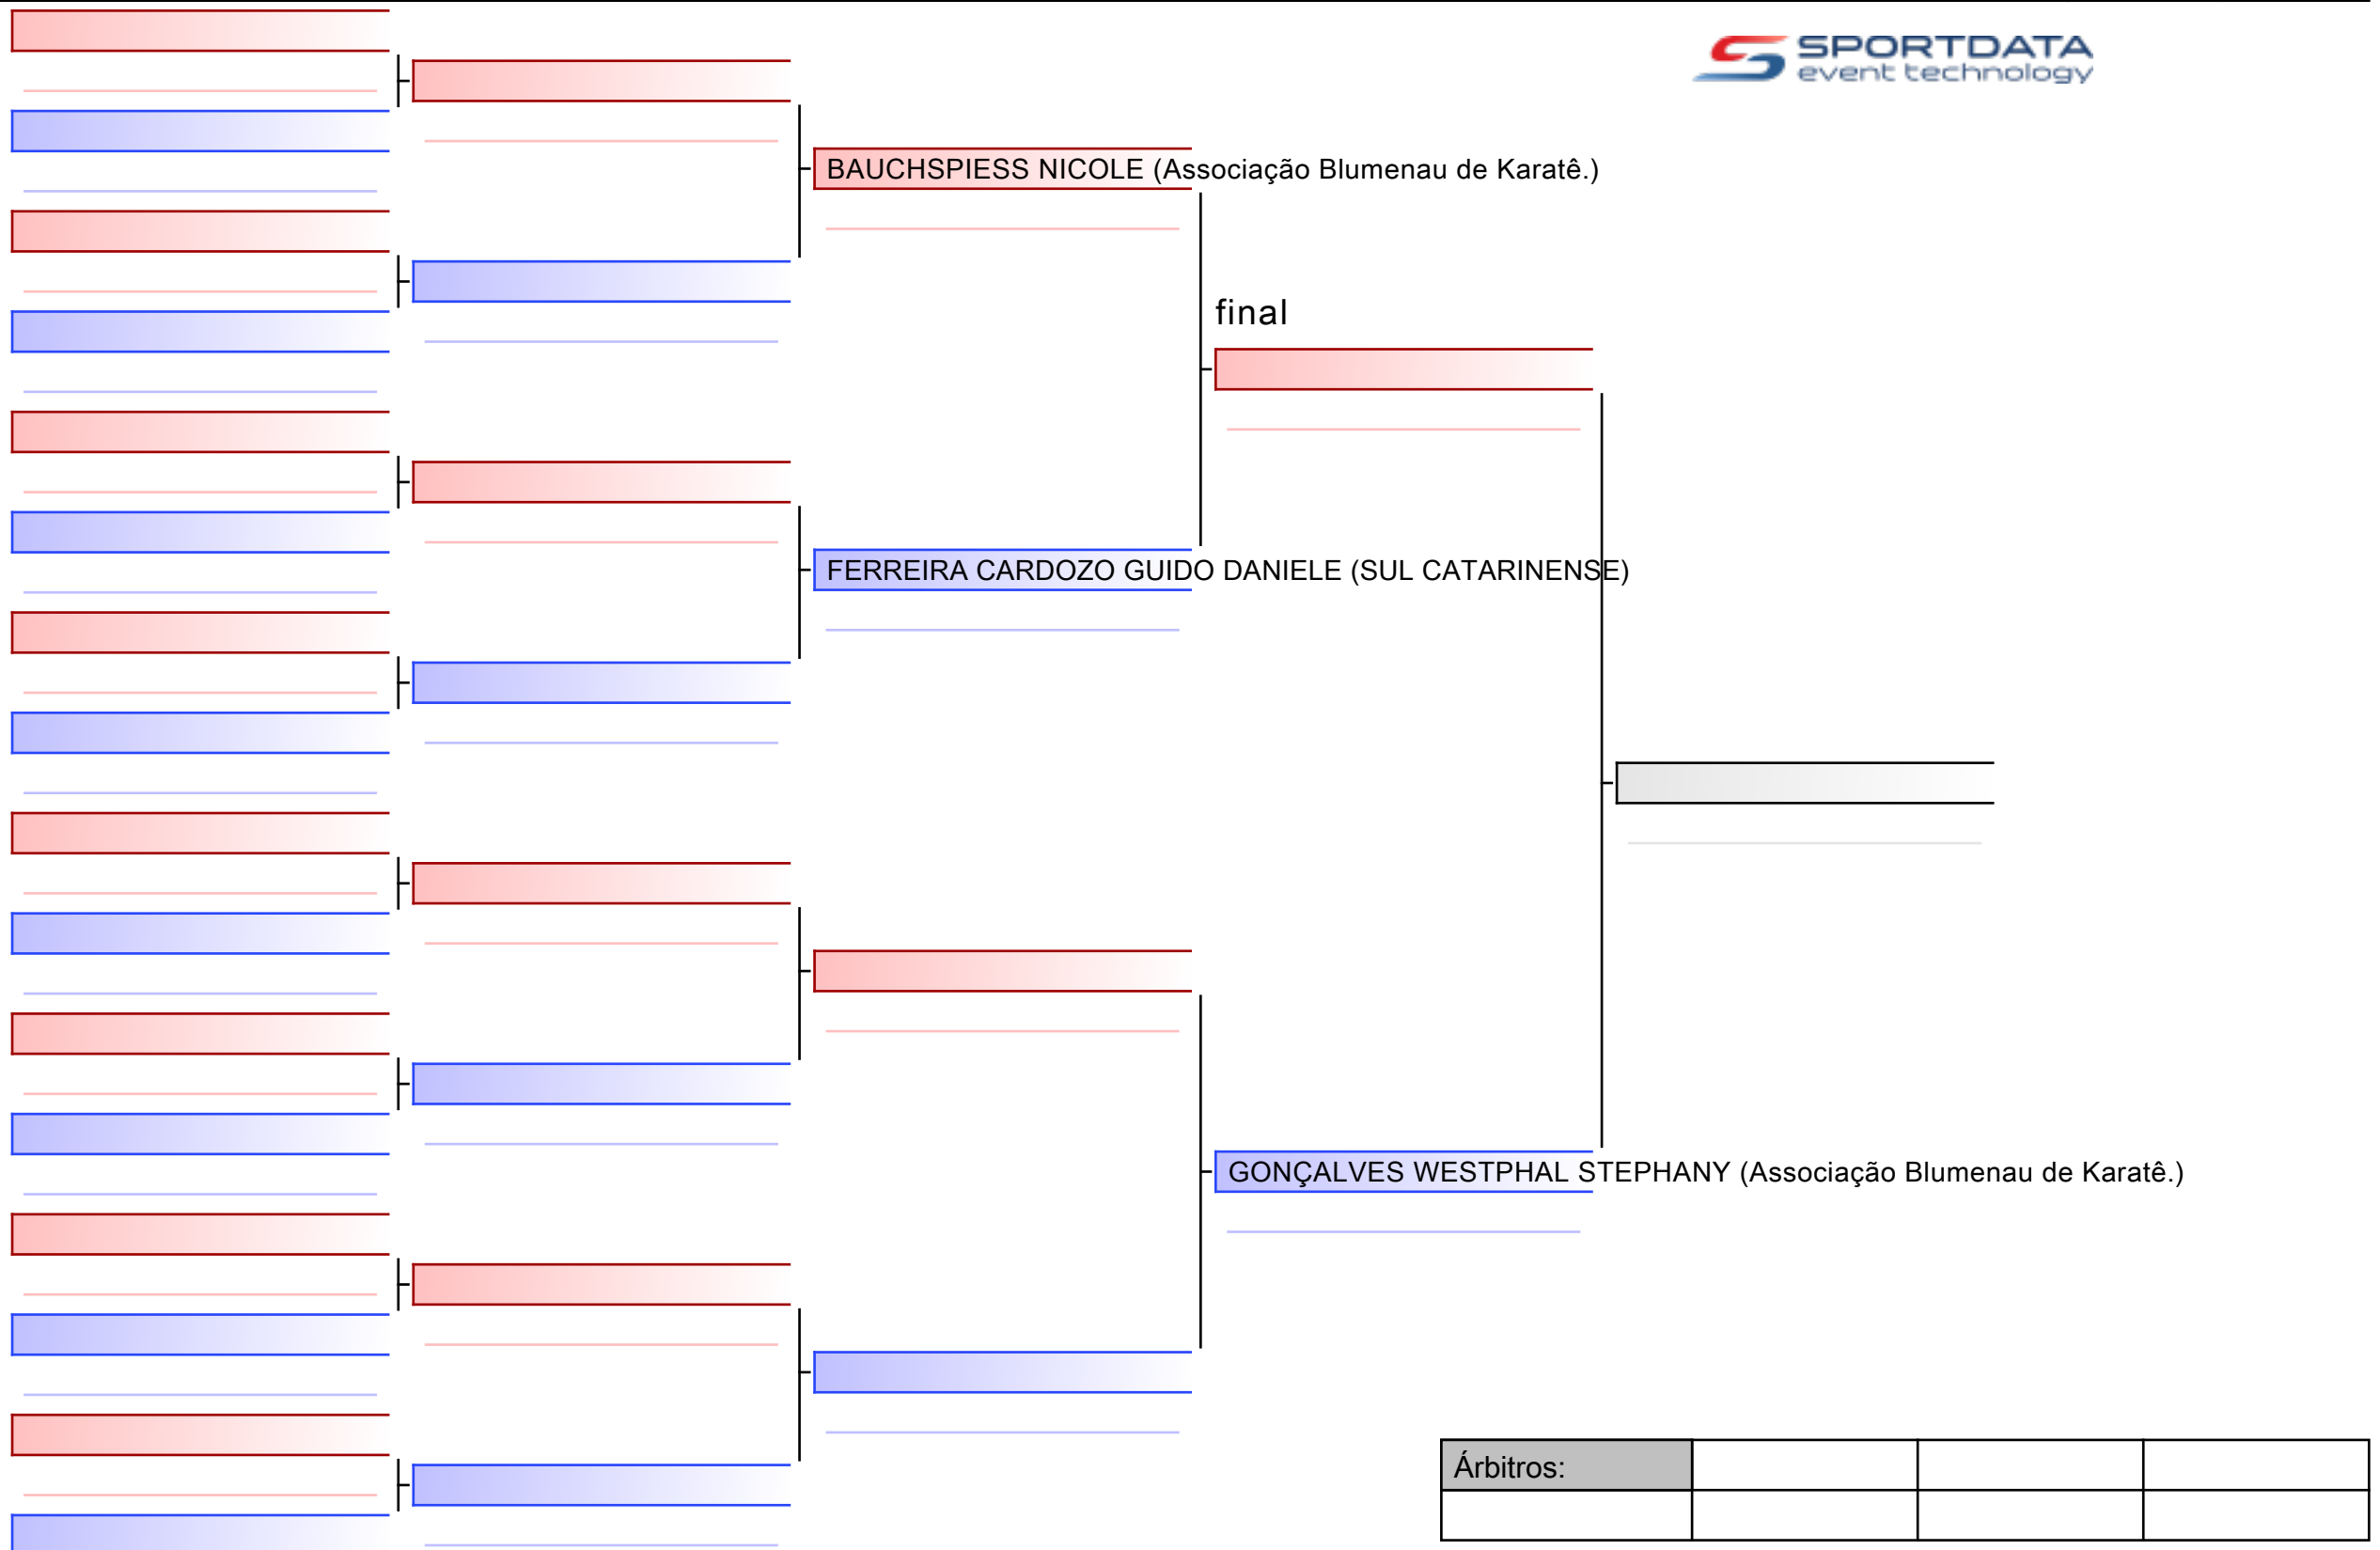 SPORTDATA
event technology
BAUCHSPIESS NICOLE (Associação Blumenau de Karatê.)
final
FERREIRA CARDOZO GUIDO DANIELE (SUL CATARINENSE)
GONÇALVES WESTPHAL STEPHANY (Associação Blumenau de Karatê.)
Árbitros: